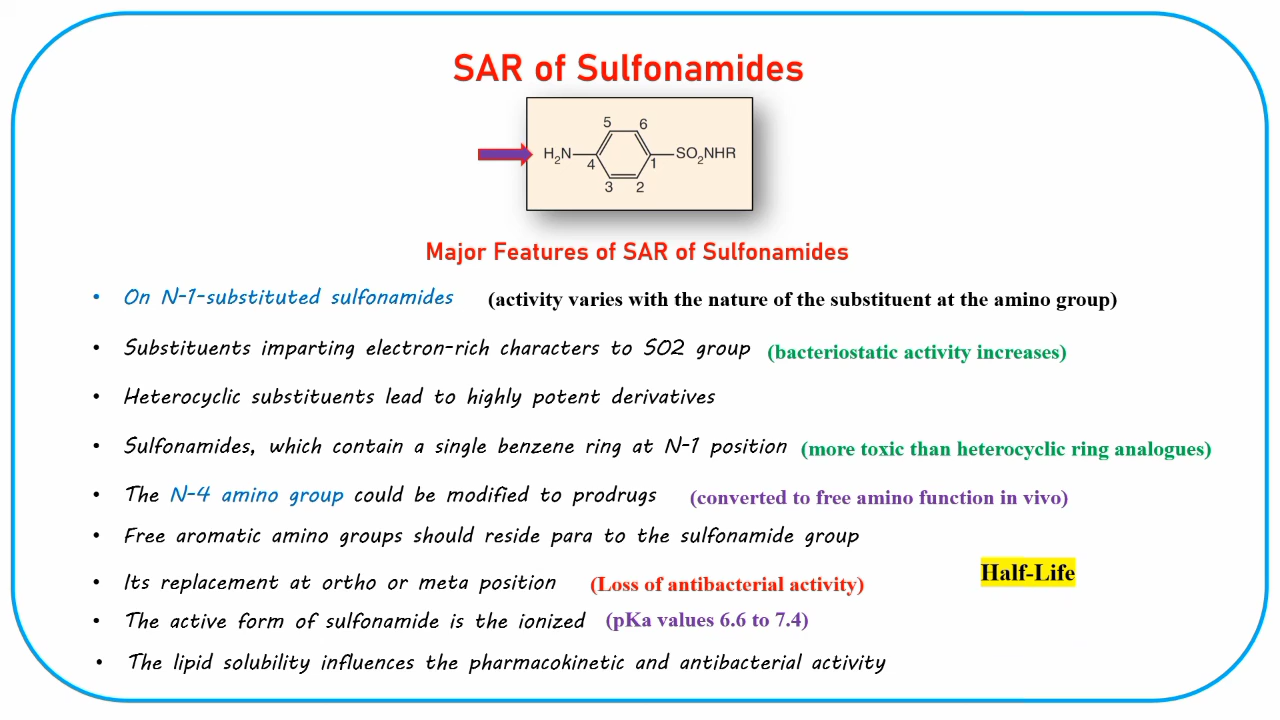 SAR of Sulfonamides
5 6
H2N 4 1 SO2NHR
3 2
Major Features of SAR of Sulfonamides
• On N-1-substituted sulfonamides (activity varies with the nature of the substituent at the amino group)
• Substituents imparting electron-rich characters to SO2 group (bacteriostatic activity increases)
• Heterocyclic substituents lead to highly potent derivatives
• Sulfonamides, which contain a single benzene ring at N-1 position (more toxic than heterocyclic ring analogues)
• The N-4 amino group could be modified to prodrugs (converted to free amino function in vivo)
• Free aromatic amino groups should reside para to the sulfonamide group
• Its replacement at ortho or meta position (Loss of antibacterial activity) Half-Life
• The active form of sulfonamide is the ionized (pKa values 6.6 to 7.4)
• The lipid solubility influences the pharmacokinetic and antibacterial activity